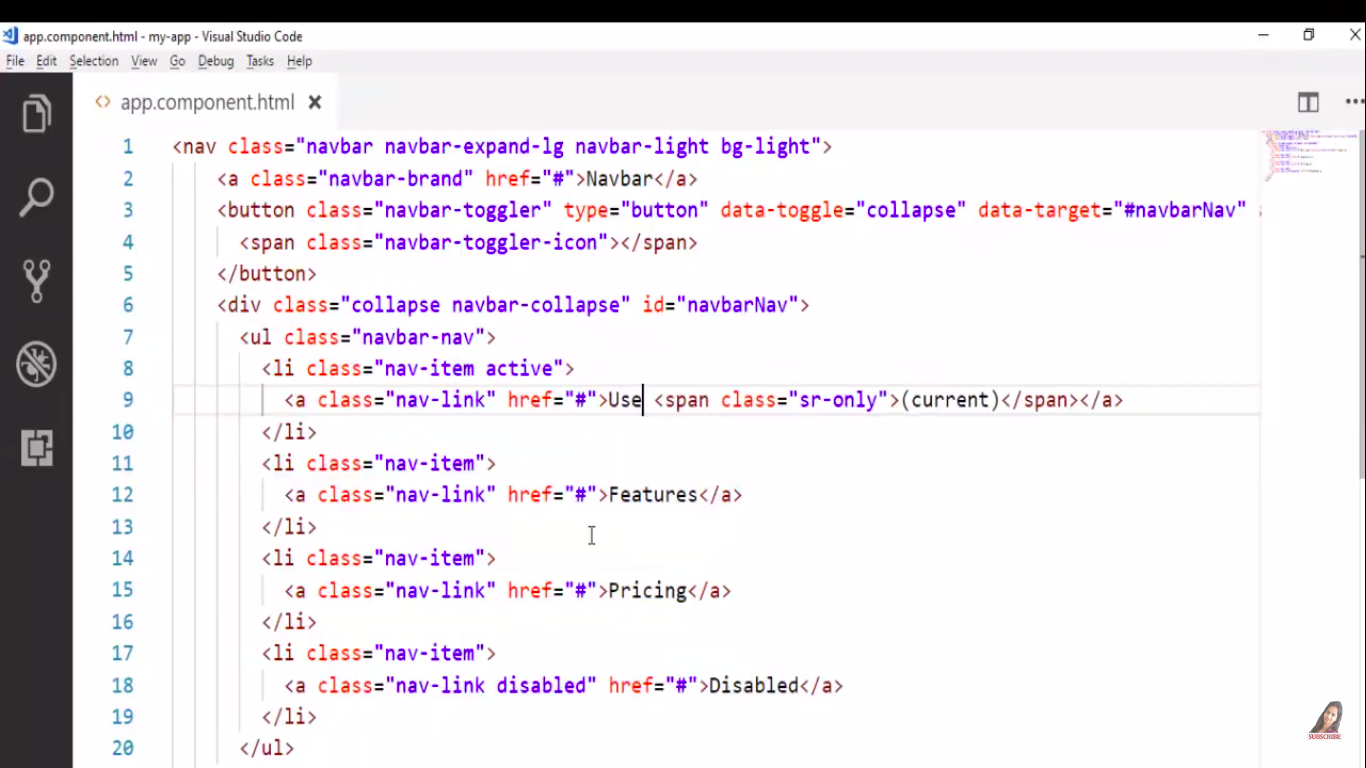 app.component.html - my-app - Visual Studio Code
File Edit Selection View Go Debug Tasks Help
<> app.component.html
1 <nav class="navbar navbar-expand-lg navbar-light bg-light">
2 <a class="navbar-brand" href="#">Navbar</a>
3 <button class="navbar-toggler" type="button" data-toggle="collapse" data-target="#navbarNav"
4 <span class="navbar-toggler-icon"></span>
5 </button>
6 <div class="collapse navbar-collapse" id="navbarNav">
7 <ul class="navbar-nav">
8 <li class="nav-item active">
9 <a class="nav-link" href="#">Use <span class="sr-only">(current)</span></a>
10 </li>
11 <li class="nav-item">
12 <a class="nav-link" href="#">Features</a>
13 </li>
14 <li class="nav-item">
15 <a class="nav-link" href="#">Pricing</a>
16 </li>
17 <li class="nav-item">
18 <a class="nav-link disabled" href="#">Disabled</a>
19 </li>
20 </ul>
SUBSCRIBE